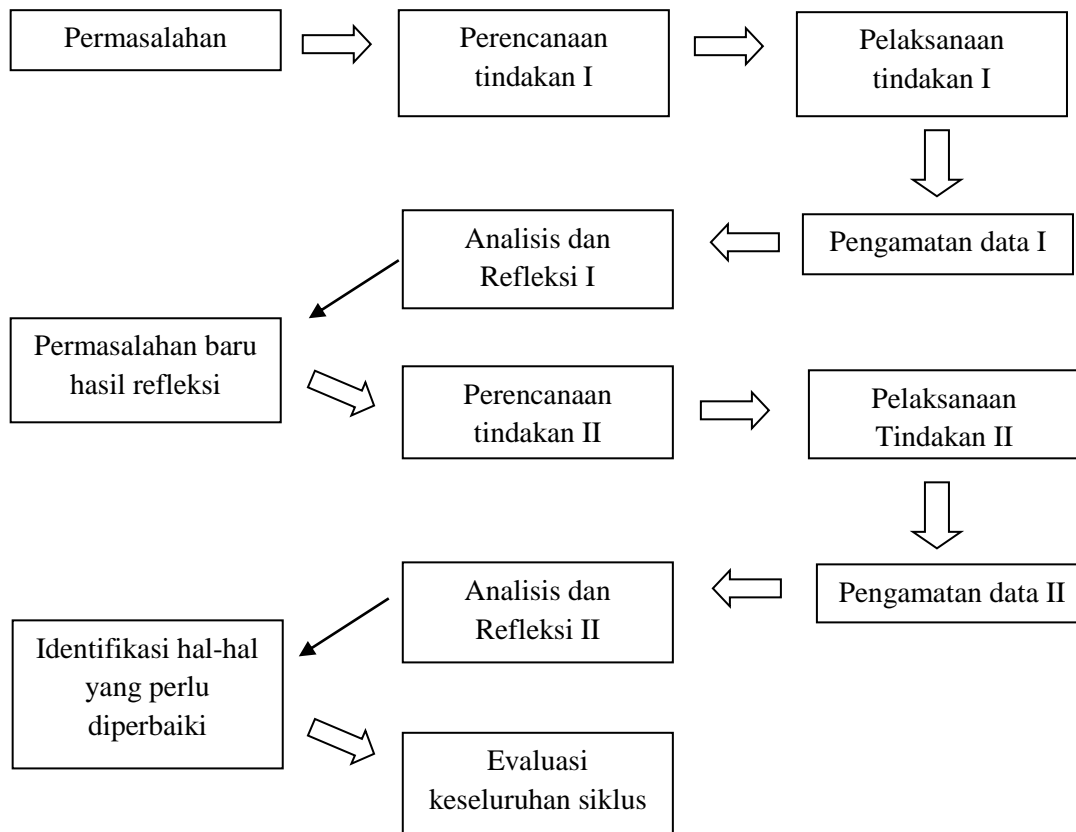 Permasalahan
Perencanaan
tindakan I
Pelaksanaan
tindakan I
Pengamatan data I
Analisis dan
Refleksi I
Permasalahan baru
hasil refleksi
Perencanaan
tindakan II
Pelaksanaan
Tindakan II
Pengamatan data II
Analisis dan
Refleksi II
Identifikasi hal-hal
yang perlu
diperbaiki
Evaluasi
keseluruhan siklus